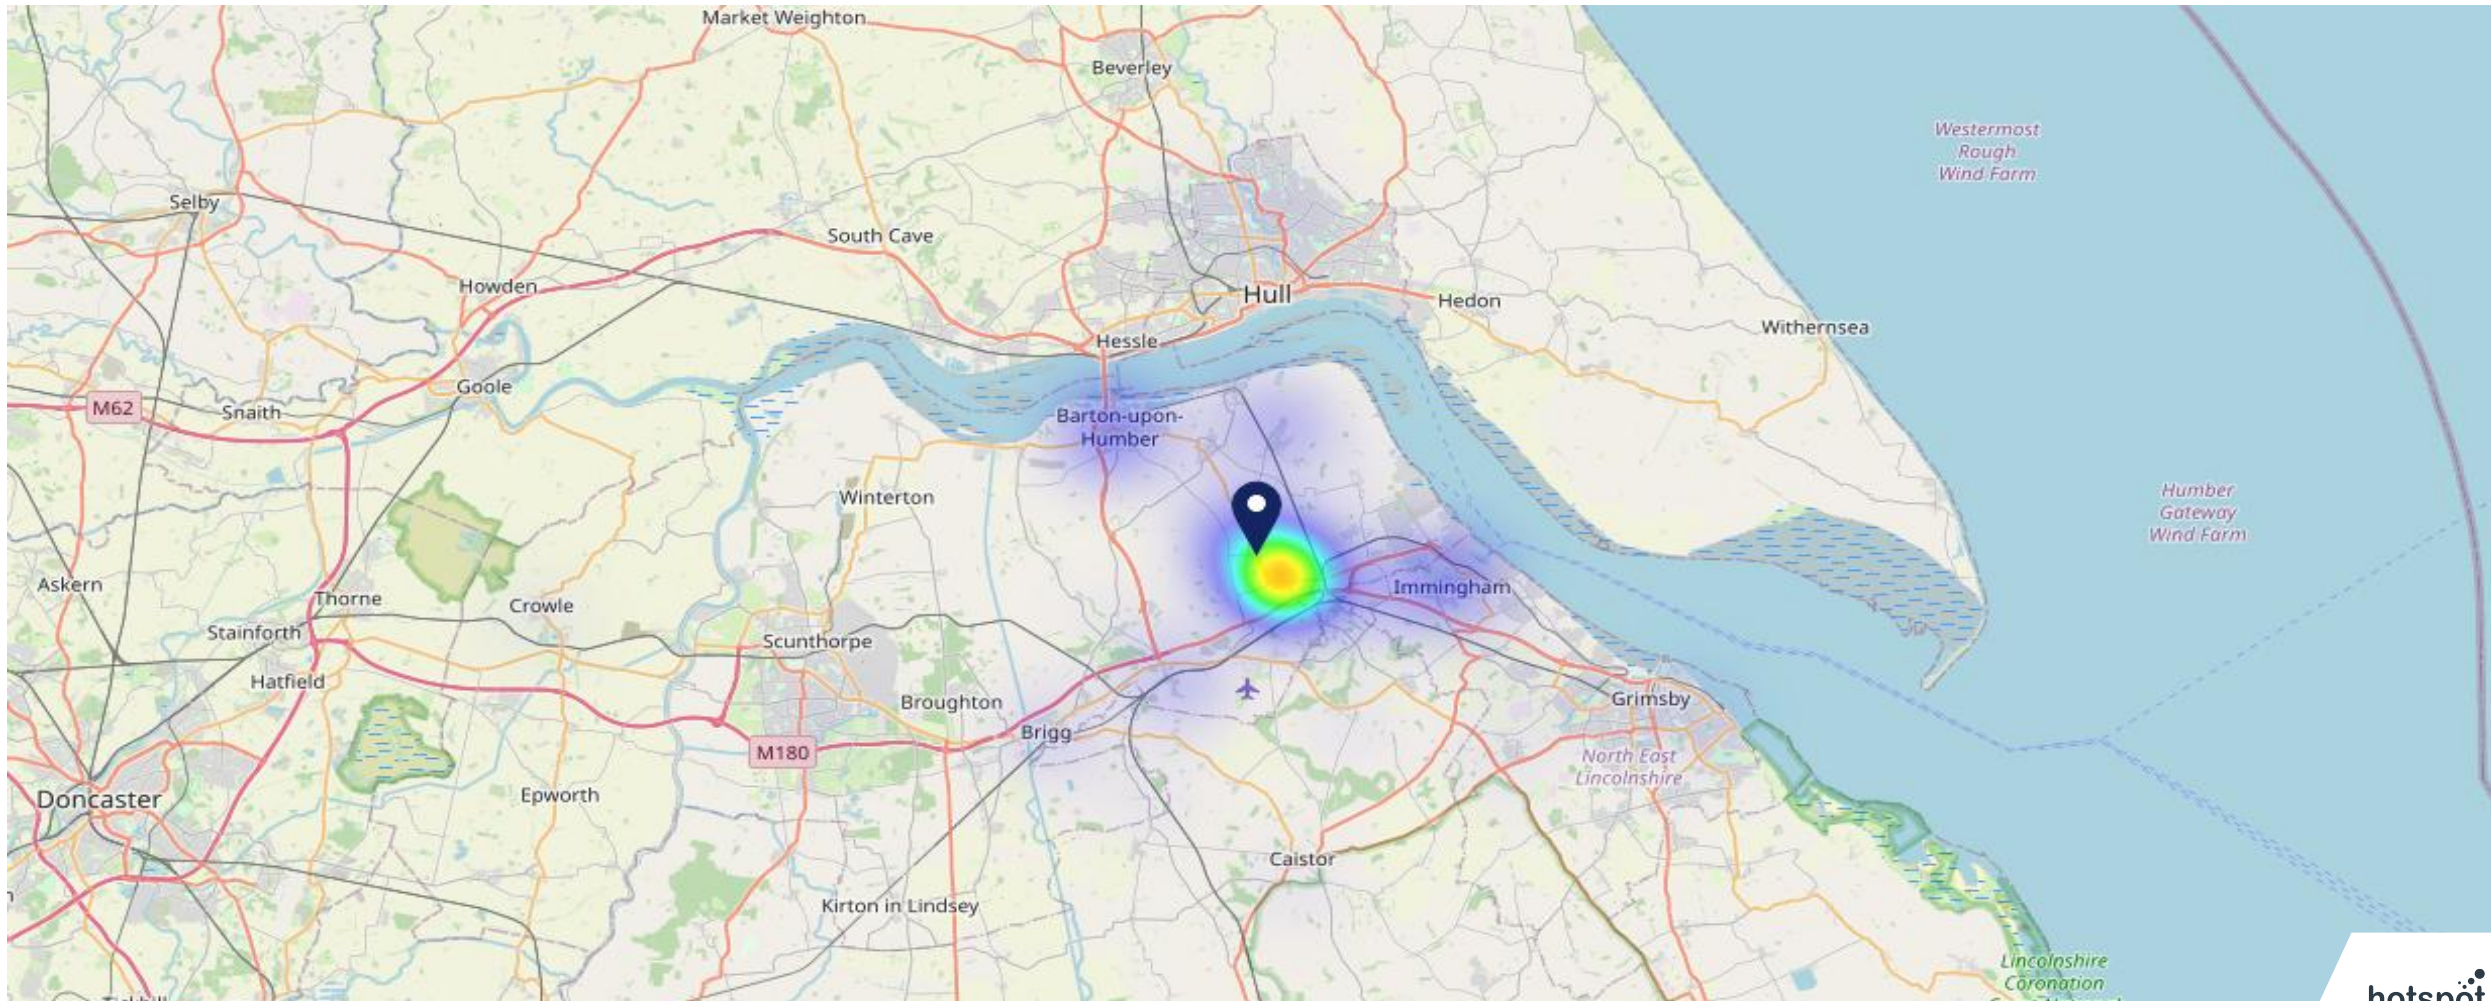 Market Weighton
Beverley
Westermost
Rough
Wind Farm
Selby
South Cave
Howden
Hull
Hedon
Withernsea
Hessle
Goole
M62
Snaith
Barton-upon-
Humber
Winterton
Humber
Gateway
Wind Farm
Askern
Thorne
Crowle
Immingham
Stainforth
Scunthorpe
Hatfield
Broughton
Grimsby
Brigg
M180
North East
Lincolnshire
Doncaster
Epworth
Caistor
Kirton in Lindsey
Lincolnshire
Coronation
hotspot